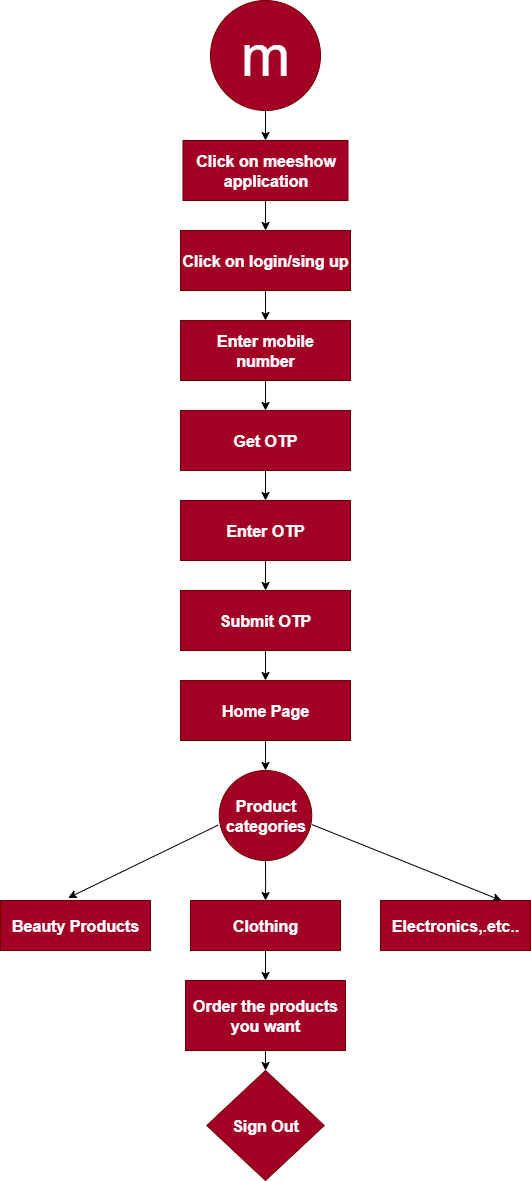 m
Click on meeshow
application
Click on login/sing up
Enter mobile
number
Get OTP
Enter OTP
Submit OTP
Home Page
Product
categories
Beauty Products
Clothing
Electronics,.etc..
Order the products
you want
Sign Out